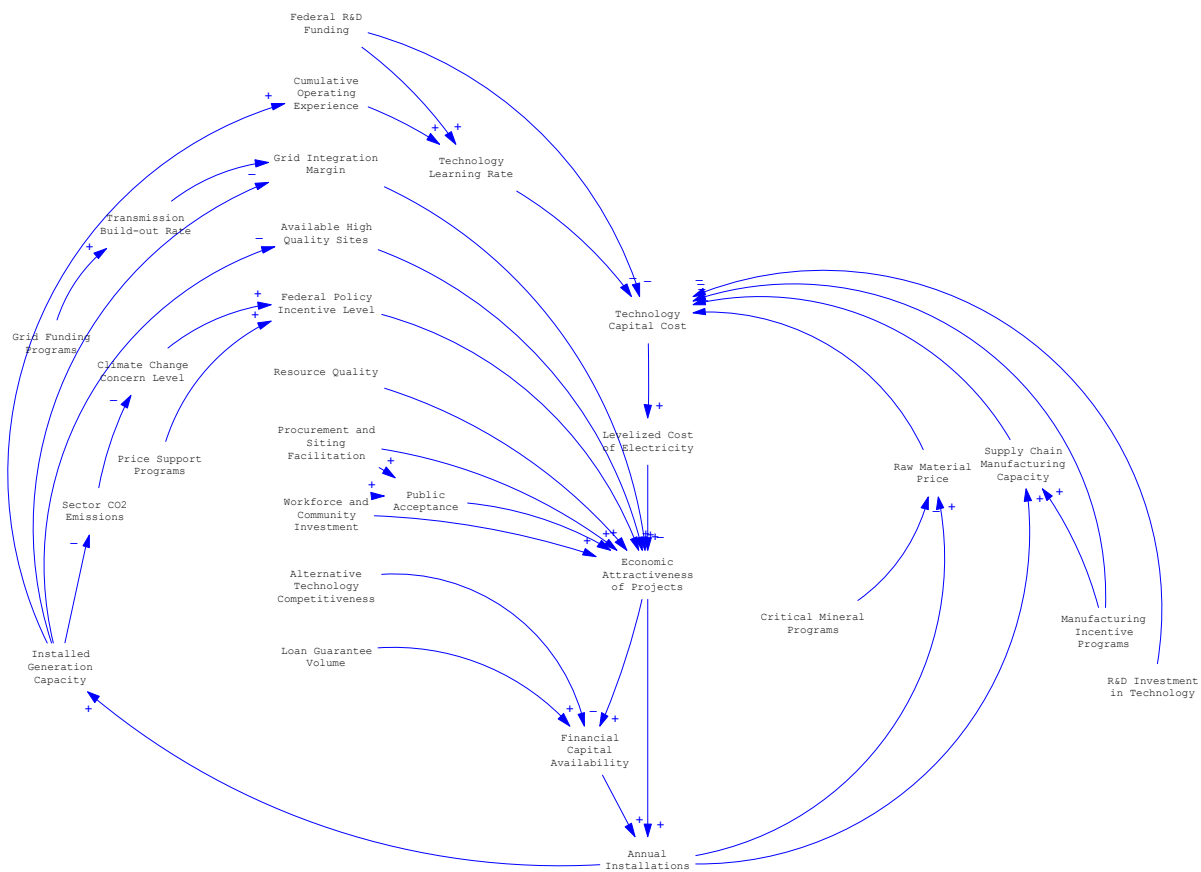 Federal R&D
Funding
Cumulative
Operating
Experience
Grid Integration
Margin
Technology
Learning Rate
Transmission
Build-out Rate
Available High
Quality Sites
Federal Policy
Incentive Level
Technology
Capital Cost
Grid Funding
Programs
Climate Change
Concern Level
Resource Quality
Procurement and
Siting
Facilitation
Levelized Cost
of Electricity
Price Support
Programs
Raw Material
Price
Supply Chain
Manufacturing
Capacity
Sector CO2
Emissions
Workforce and
Community
Investment
Public
Acceptance
Economic
Attractiveness
of Projects
Alternative
Technology
Competitiveness
Critical Mineral
Programs
Manufacturing
Incentive
Programs
Installed
Generation
Capacity
Loan Guarantee
Volume
R&D Investment
in Technology
Financial
Capital
Availability
Annual
Installations